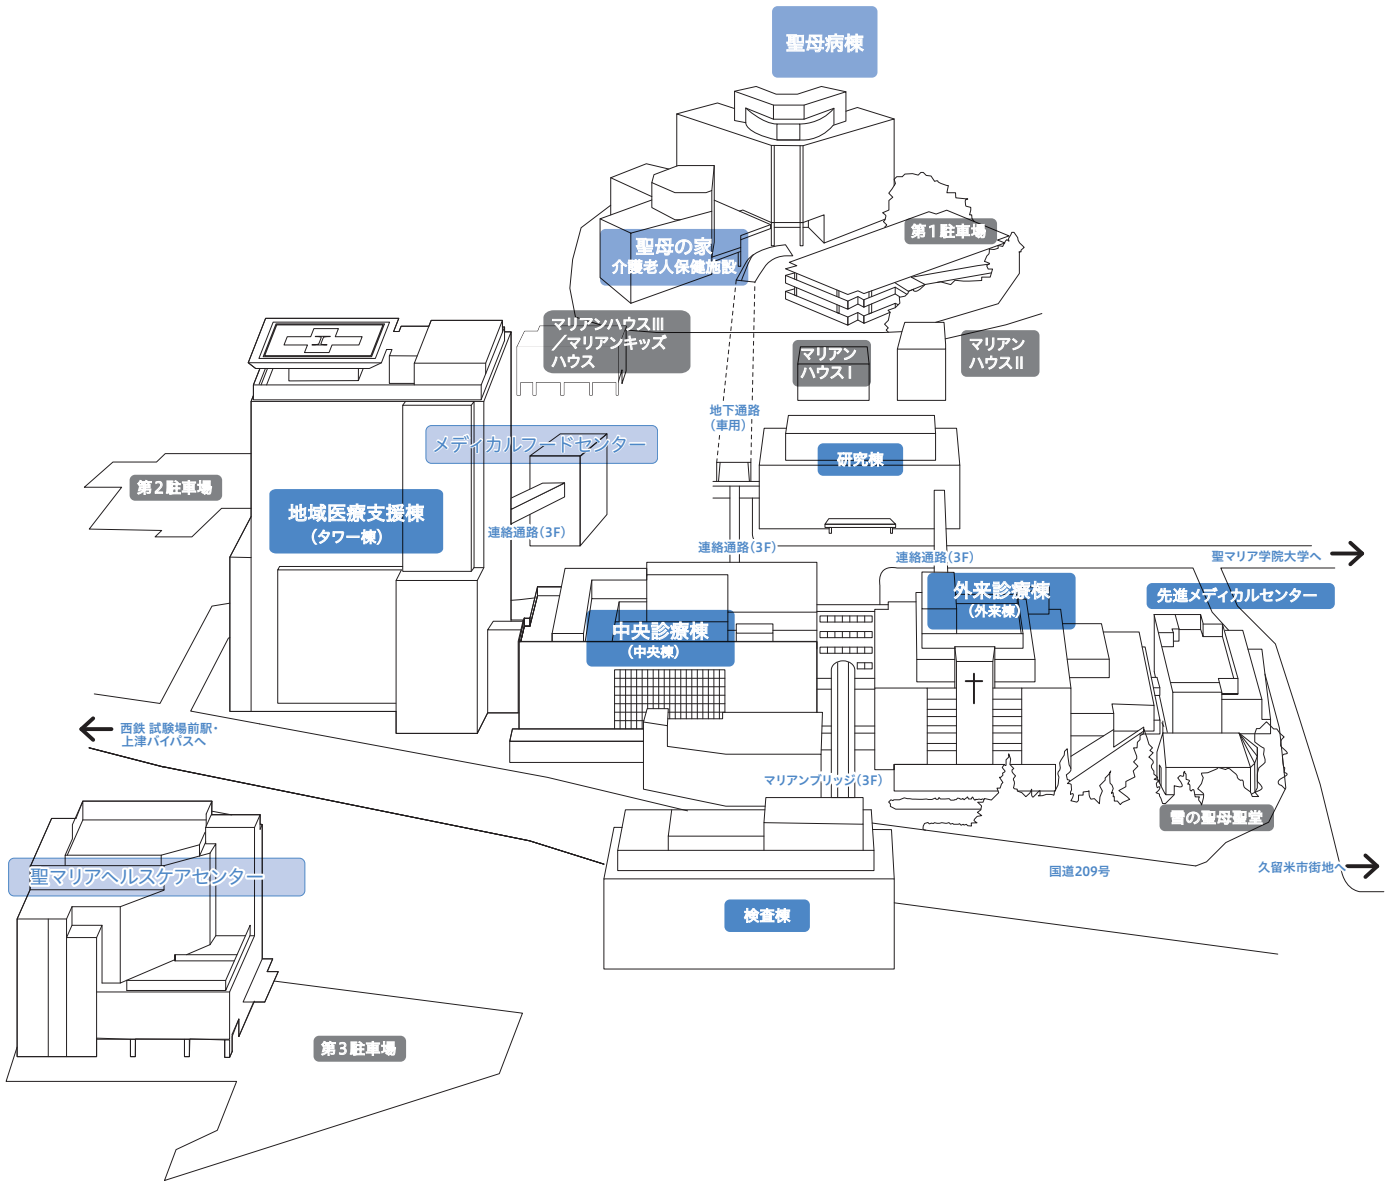 聖母病棟
第1駐車場
聖母の家
介護老人保健施設
マリアンハウスⅢ
／マリアンキッズ
ハウス
マリアン
ハウスⅠ
マリアン
ハウスⅡ
地下通路
（車用）
メディカルフードセンター
研究棟
第2駐車場
地域医療支援棟
（タワー棟）
連絡通路（3F）
連絡通路（3F）
連絡通路（3F）
聖マリア学院大学へ
外来診療棟
（外来棟）
先進メディカルセンター
中央診療棟
（中央棟）
西鉄 試験場前駅・
上津バイパスへ
マリアンブリッジ（3F）
雪の聖母聖堂
聖マリアヘルスケアセンター
国道209号
久留米市街地へ
検査棟
第3駐車場